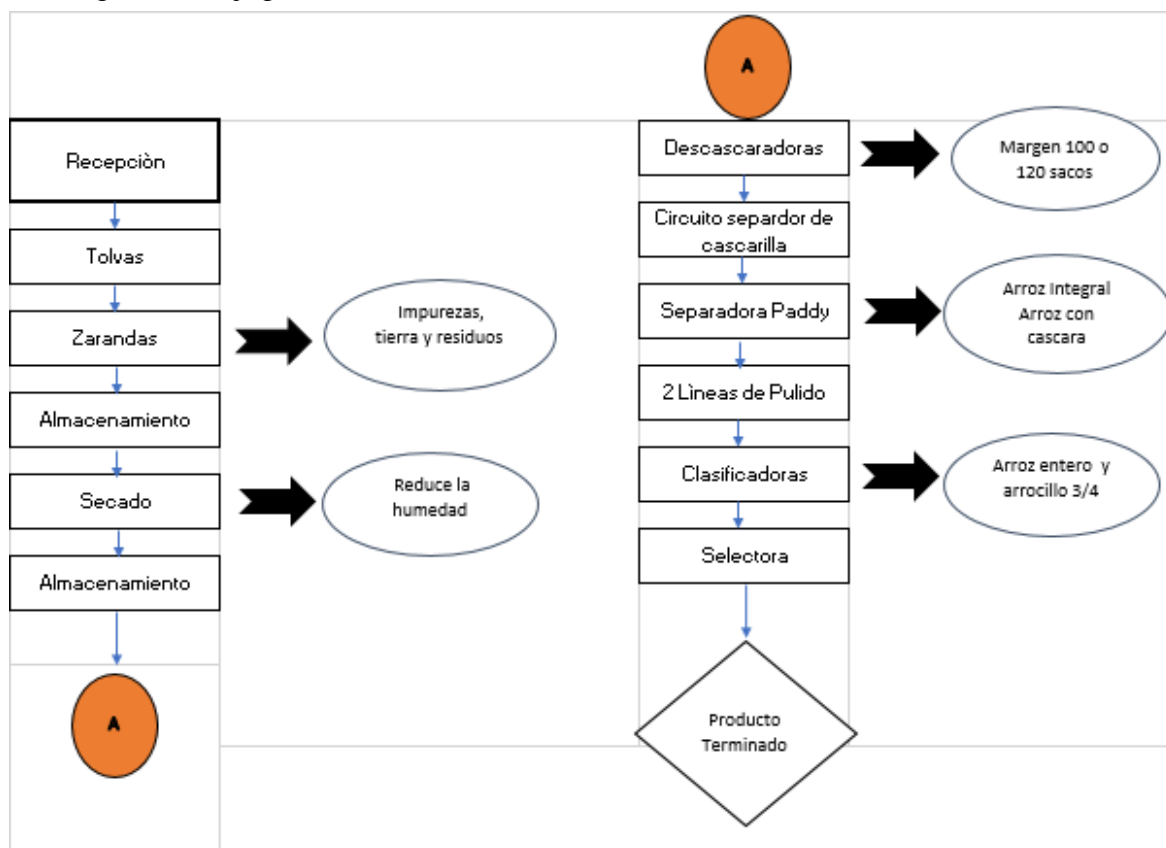 Recepciòn
Tolvas
Zarandas
Impurezas,
tierra y residuos
Almacenamiento
Secado
Reduce la
humedad
Almacenamiento
A
A
Descascaradoras
Margen 100 o
120 sacos
Circuito separdor de
cascarilla
Separadora Paddy
Arroz Integral
Arroz con
cascara
2 Lìneas de Pulido
Clasificadoras
Arroz entero y
arrocillo 3/4
Selectora
Producto
Terminado